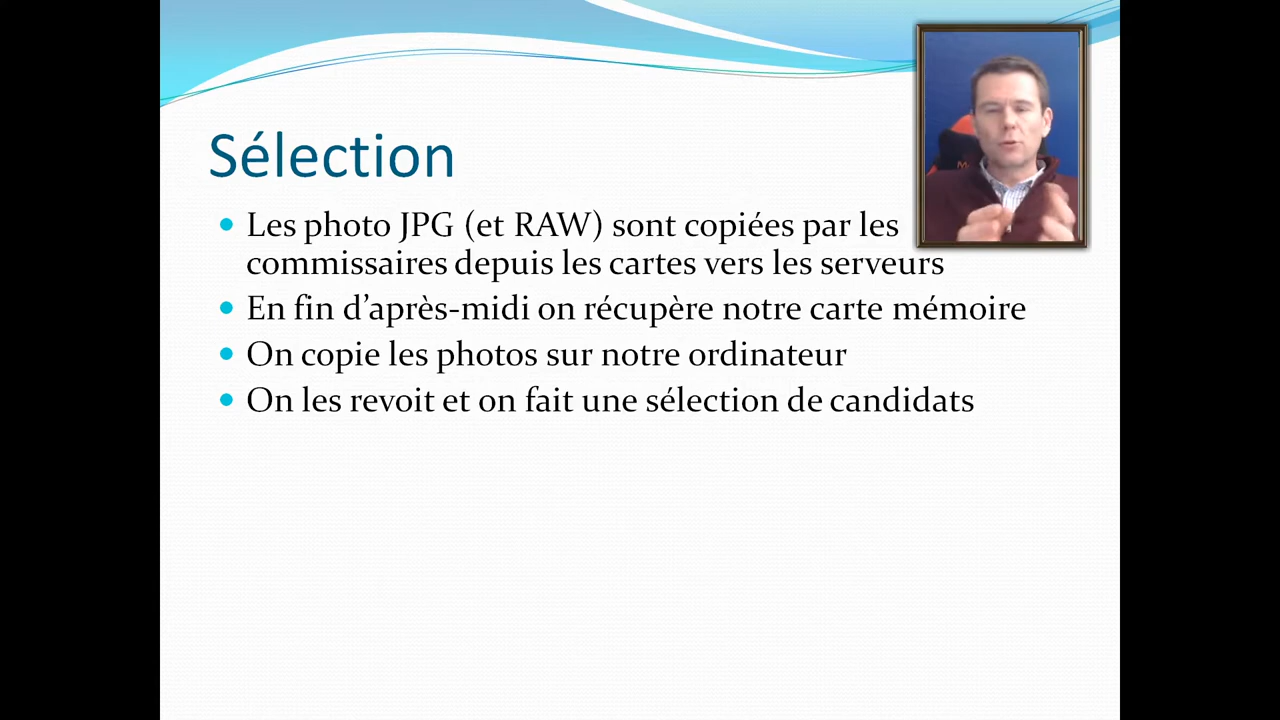 Sélection
Les photo JPG (et RAW) sont copiées par les
commissaires depuis les cartes vers les serveurs
En fin d’après-midi on récupère notre carte mémoire
On copie les photos sur notre ordinateur
On les revoit et on fait une sélection de candidats